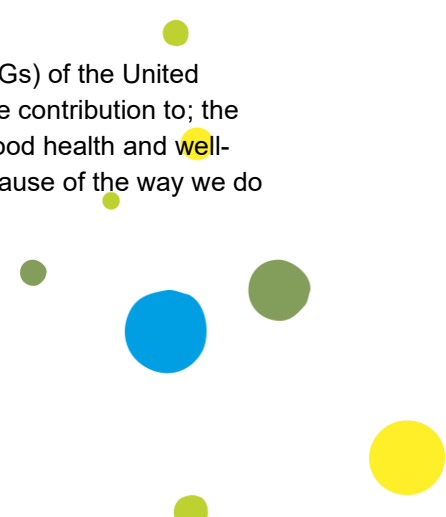 Gs) of the United
e contribution to; the
ood health and well-
ause of the way we do